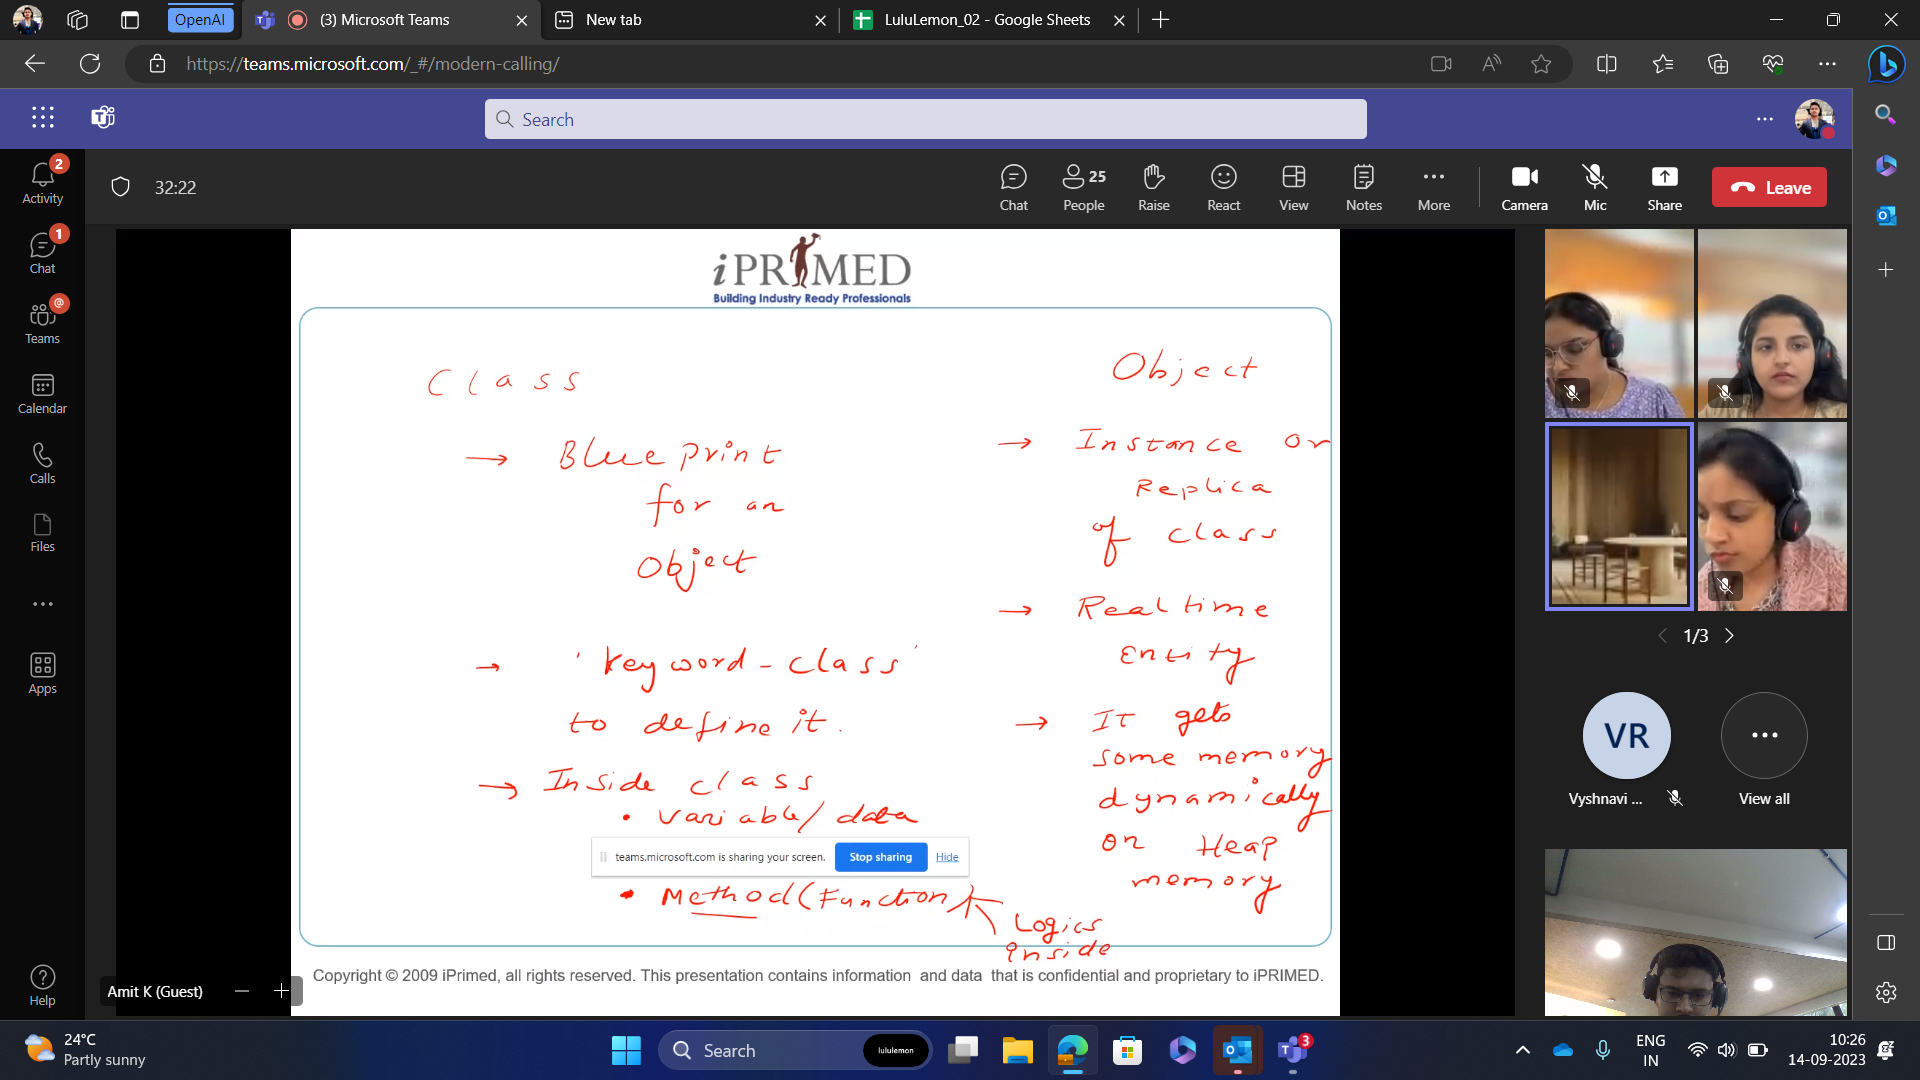 OpenAI
(3) Microsoft Teams
New tab
LuluLemon_02 - Google Sheets
https://teams.microsoft.com/_#/modern-calling/
Search
2
Activity
1
Chat
@
Teams
Calendar
Calls
Files
Apps
Help
32:22
Chat
25
People
Raise
React
View
Notes
More
Camera
Mic
Share
Leave
iPRIMED
Building Industry Ready Professionals
Class
→ Blue print
for an
Object
→ 'keyword - class'
to define it.
→ Inside class
• variable/data
teams.microsoft.com is sharing your screen.
Stop sharing
Hide
• Method (Function)
Logics
inside
Object
→ Instance or
Replica
of class
→ Real time
Entity
→ It gets
some memory
dynamically
on Heap
memory
Copyright © 2009 iPrimed, all rights reserved. This presentation contains information and data that is confidential and proprietary to iPRIMED.
Amit K (Guest)
1/3
VR
Vyshnavi ...
View all
24°C
Partly sunny
Search
lululemon
3
ENG
IN
10:26
14-09-2023